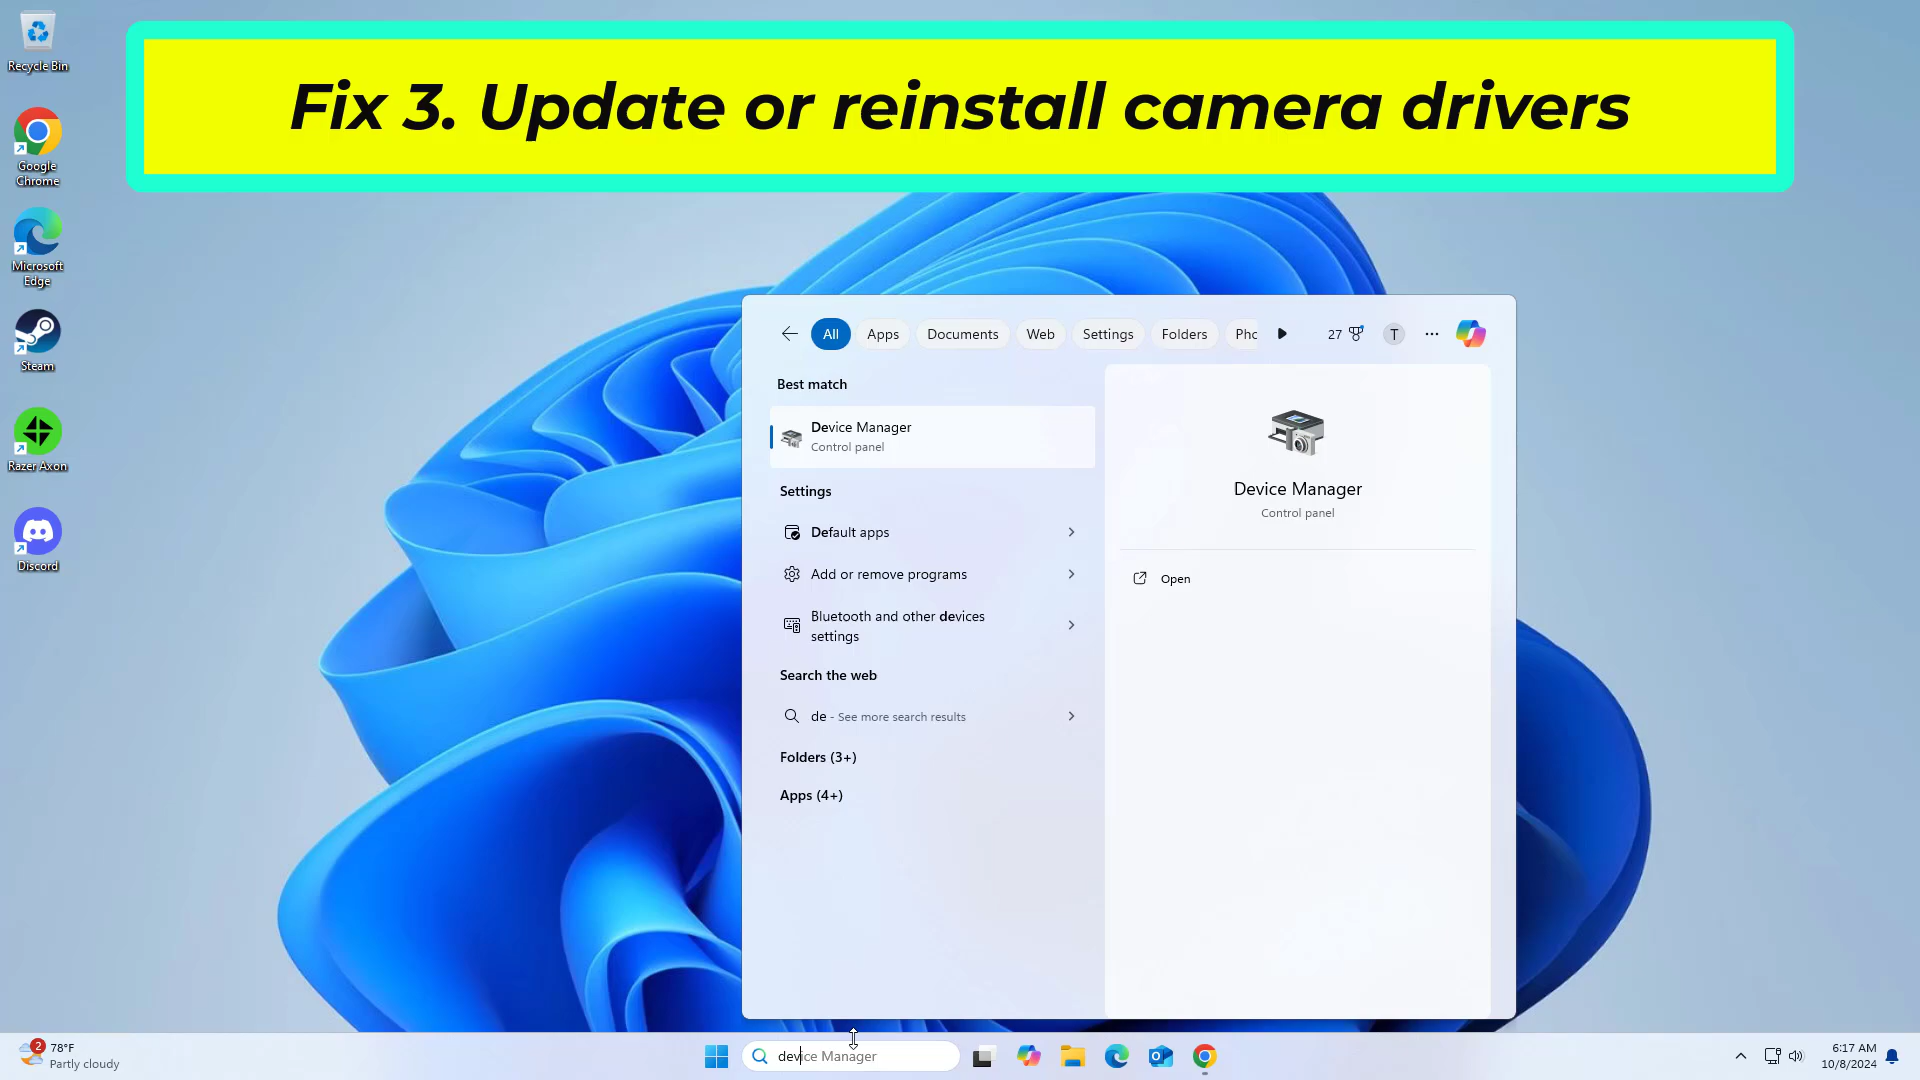 Recycle Bin
Google
Chrome
Microsoft
Edge
Steam
Razer Axon
Discord
Fix 3. Update or reinstall camera drivers
All
Apps
Documents
Web
Settings
Folders
Pho
27
T
Best match
Device Manager
Control panel
Settings
Default apps
Add or remove programs
Bluetooth and other devices
settings
Search the web
de - See more search results
Folders (3+)
Apps (4+)
Device Manager
Control panel
Open
2
78°F
Partly cloudy
device Manager
6:17 AM
10/8/2024